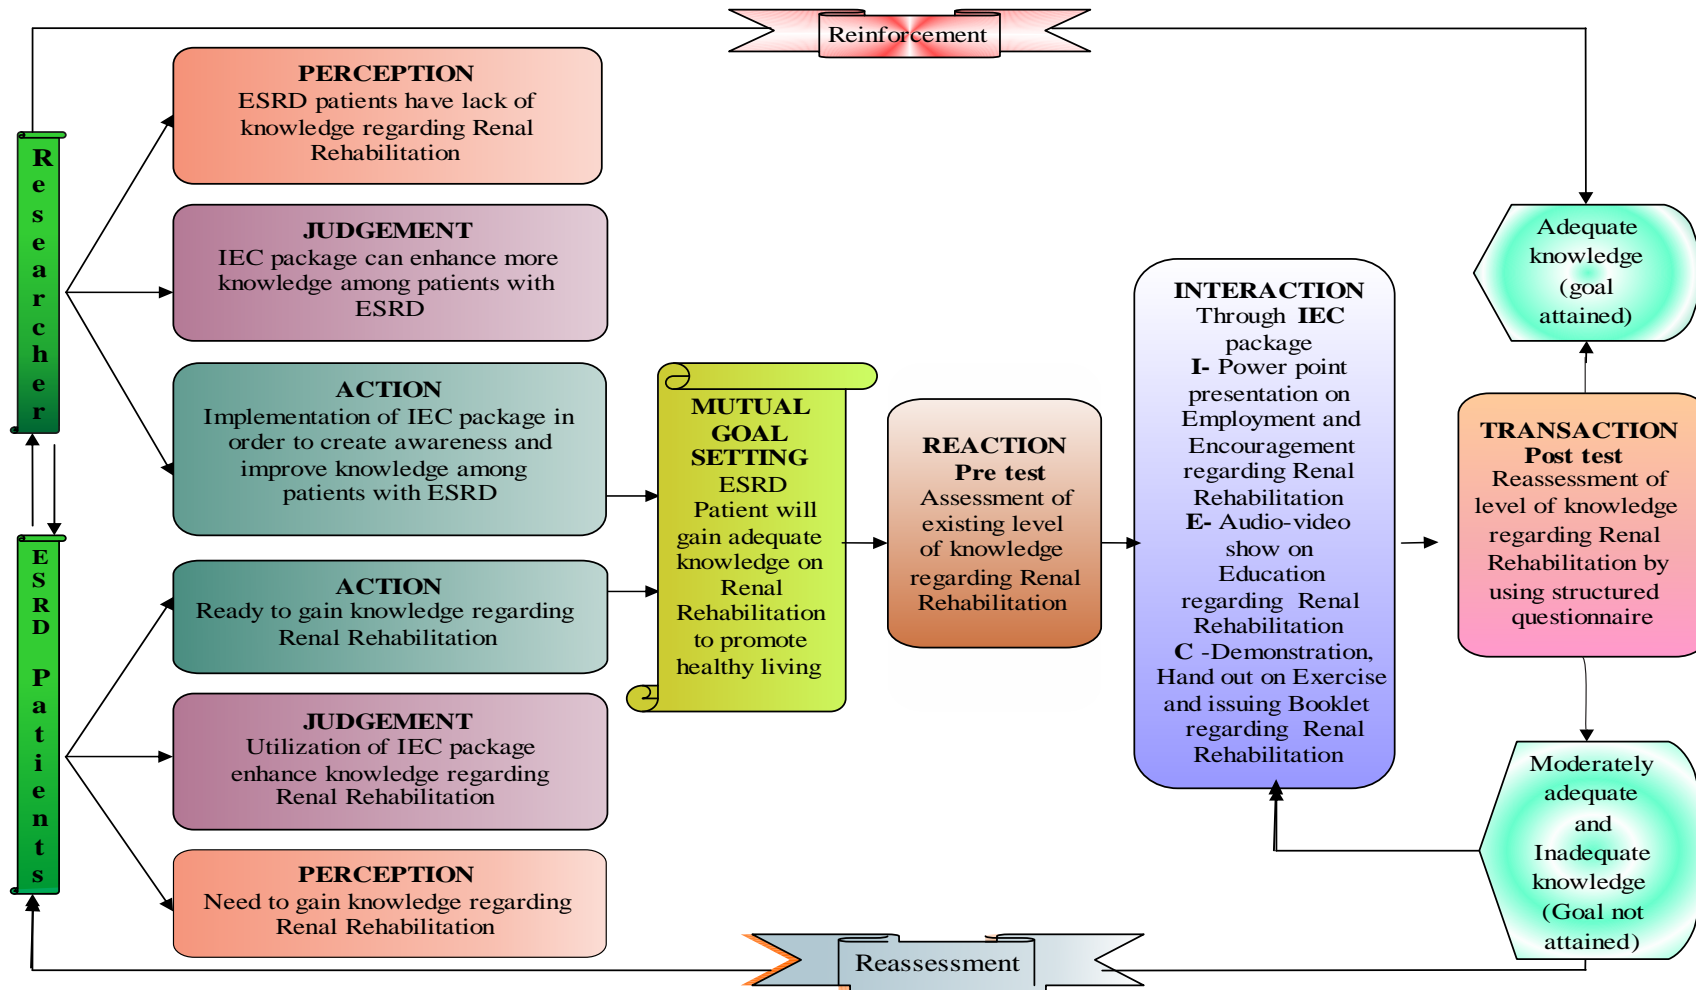 Reinforcement
Researcher
PERCEPTION
ESRD patients have lack of
knowledge regarding Renal
Rehabilitation
JUDGEMENT
IEC package can enhance more
knowledge among patients with
ESRD
ACTION
Implementation of IEC package in
order to create awareness and
improve knowledge among
patients with ESRD
ESRD Patients
ACTION
Ready to gain knowledge regarding
Renal Rehabilitation
JUDGEMENT
Utilization of IEC package
enhance knowledge regarding
Renal Rehabilitation
PERCEPTION
Need to gain knowledge regarding
Renal Rehabilitation
MUTUAL
GOAL
SETTING
ESRD
Patient will
gain adequate
knowledge on
Renal
Rehabilitation
to promote
healthy living
REACTION
Pre test
Assessment of
existing level
of knowledge
regarding Renal
Rehabilitation
INTERACTION
Through IEC
package
I- Power point
presentation on
Employment and
Encouragement
regarding Renal
Rehabilitation
E- Audio-video
show on
Education
regarding Renal
Rehabilitation
C -Demonstration,
Hand out on Exercise
and issuing Booklet
regarding Renal
Rehabilitation
Adequate
knowledge
(goal
attained)
TRANSACTION
Post test
Reassessment of
level of knowledge
regarding Renal
Rehabilitation by
using structured
questionnaire
Moderately
adequate
and
Inadequate
knowledge
(Goal not
attained)
Reassessment